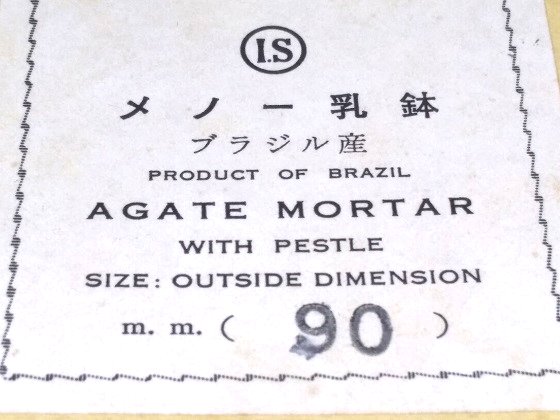 I.S
メノー乳鉢
ブラジル産
PRODUCT OF BRAZIL
AGATE MORTAR
WITH PESTLE
SIZE: OUTSIDE DIMENSION
m. m. ( 90 )